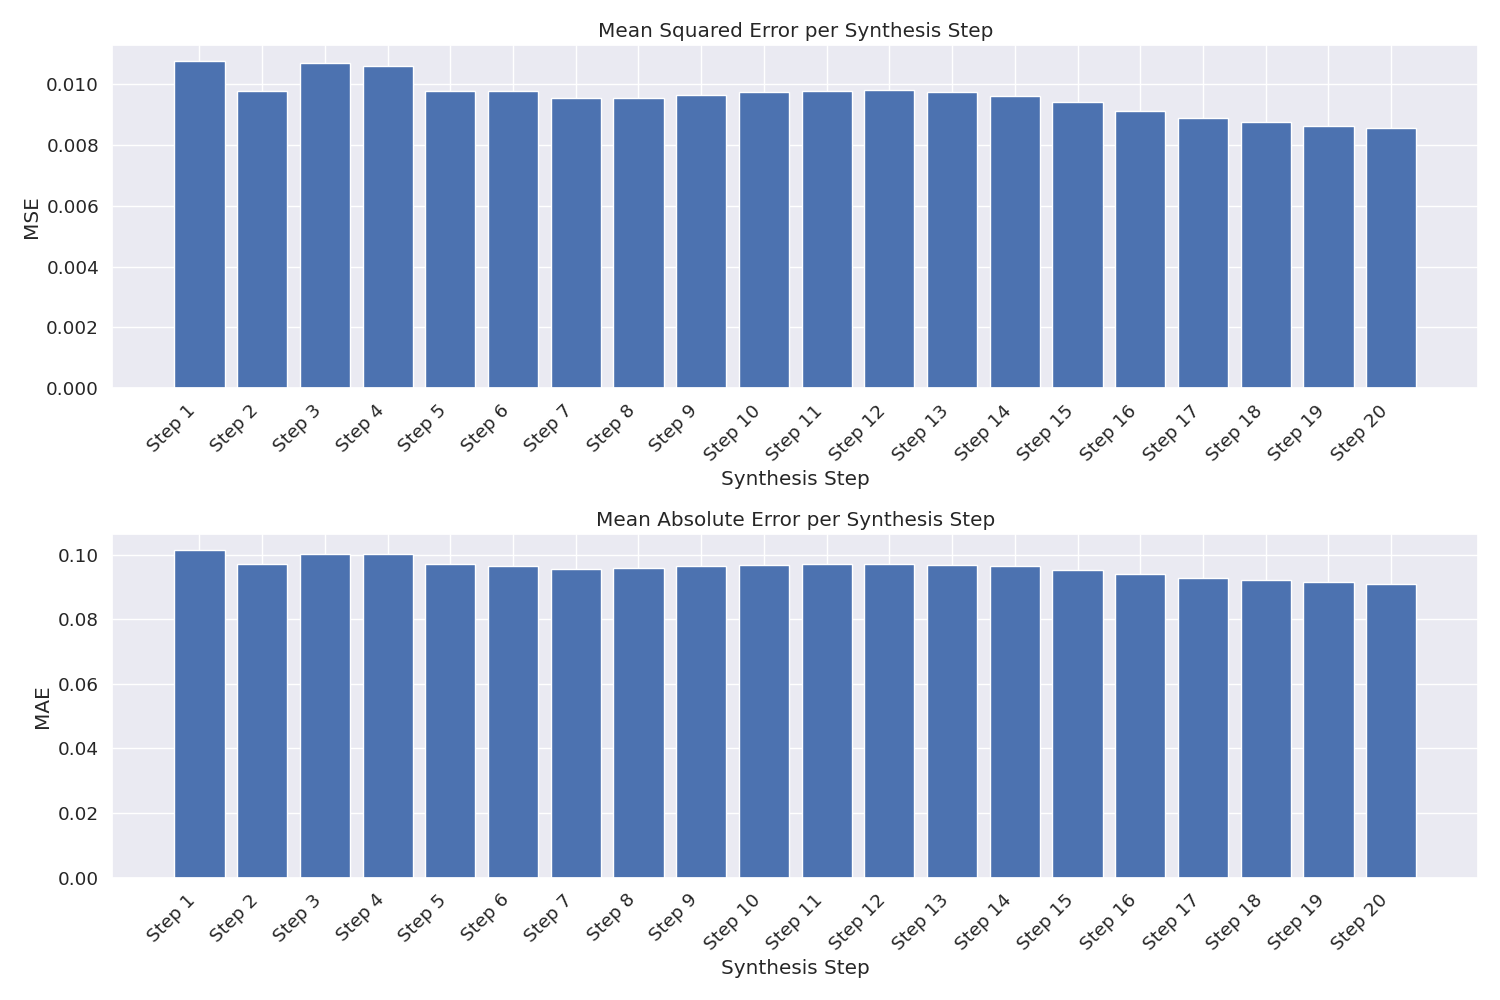 Mean Squared Error per Synthesis Step
0.010
0.008
0.006
0.004
0.002
0.000
MSE
Step 1
Step 2
Step 3
Step 4
Step 5
Step 6
Step 7
Step 8
Step 9
Step 10
Step 11
Step 12
Step 13
Step 14
Step 15
Step 16
Step 17
Step 18
Step 19
Step 20
Synthesis Step
Mean Absolute Error per Synthesis Step
0.10
0.08
0.06
0.04
0.02
0.00
MAE
Step 1
Step 2
Step 3
Step 4
Step 5
Step 6
Step 7
Step 8
Step 9
Step 10
Step 11
Step 12
Step 13
Step 14
Step 15
Step 16
Step 17
Step 18
Step 19
Step 20
Synthesis Step